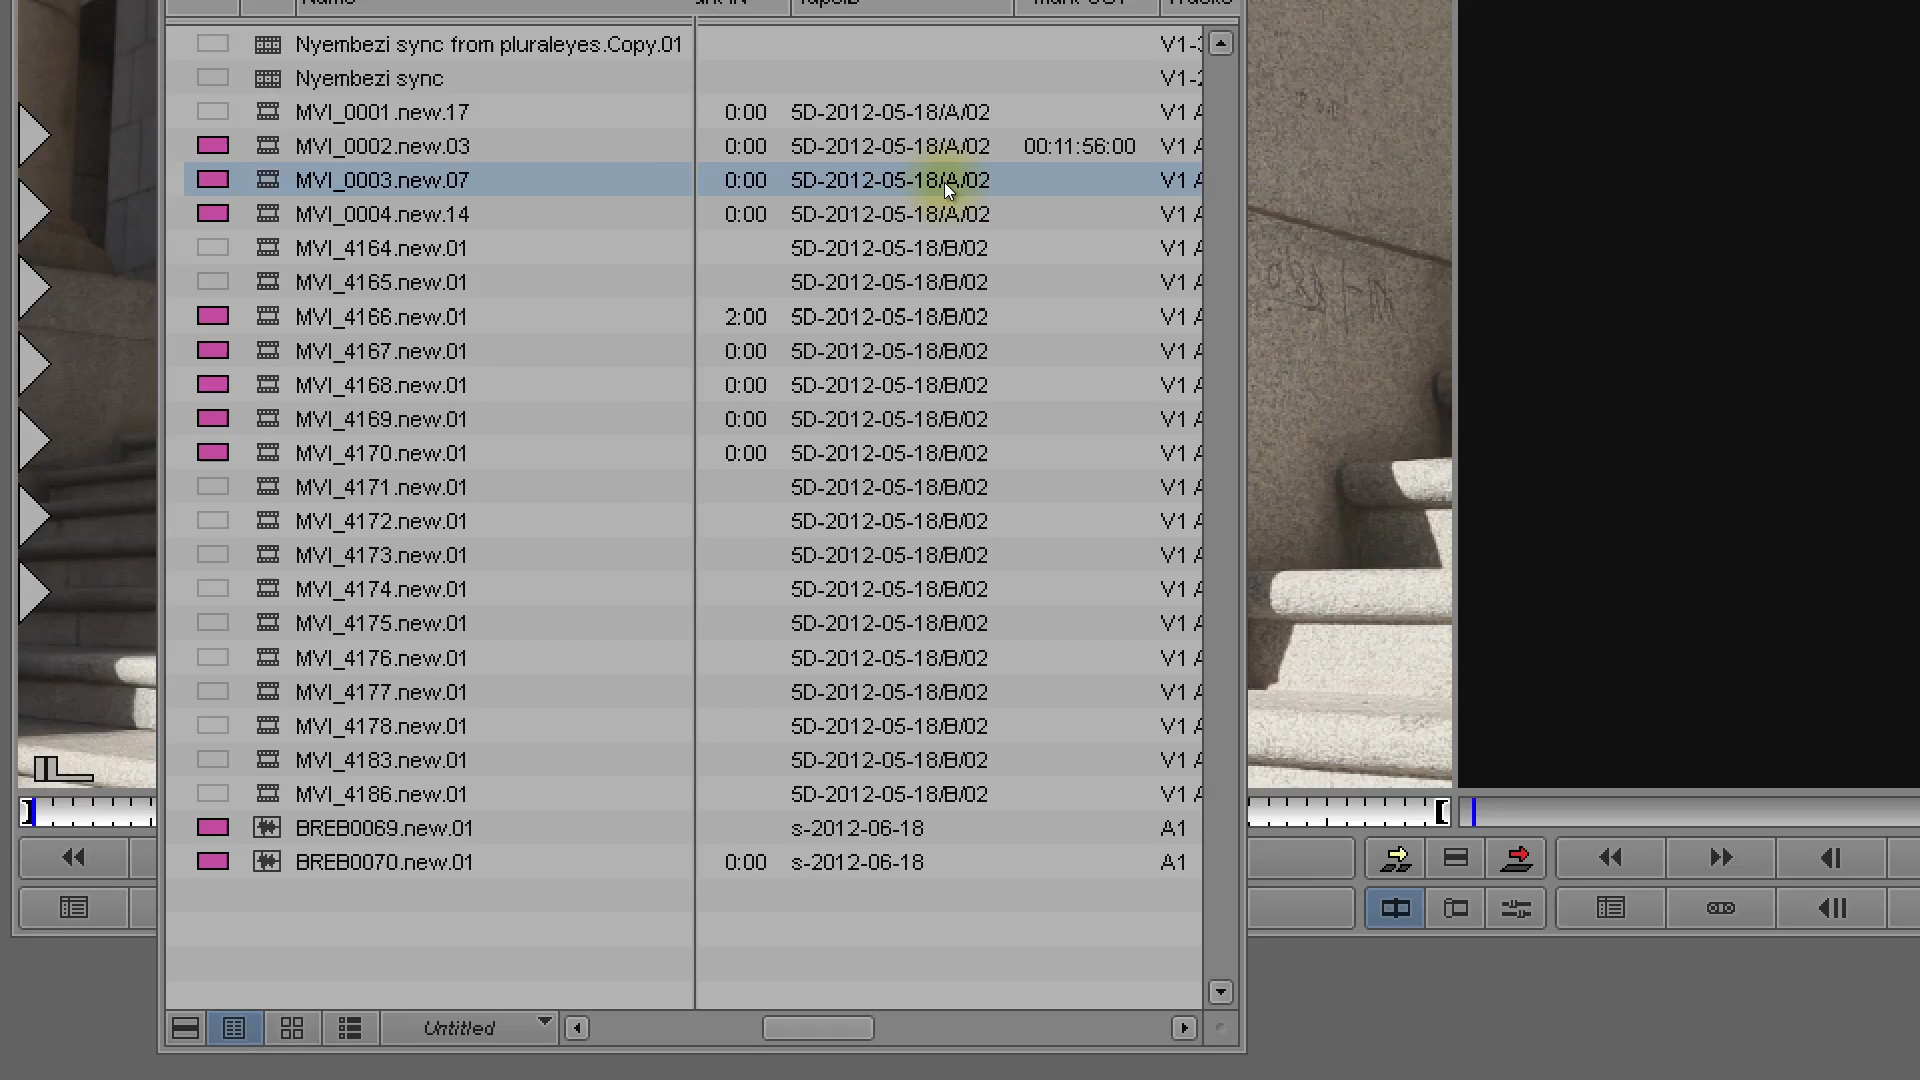 Name TapeID Tracks
Nyembezi sync from pluraleyes.Copy.01 V1-3
Nyembezi sync V1-2
MVI_0001.new.17 0:00 5D-2012-05-18/A/02 V1 A
MVI_0002.new.03 0:00 5D-2012-05-18/A/02 00:11:56:00 V1 A
MVI_0003.new.07 0:00 5D-2012-05-18/A/02 V1 A
MVI_0004.new.14 0:00 5D-2012-05-18/A/02 V1 A
MVI_4164.new.01 5D-2012-05-18/B/02 V1 A
MVI_4165.new.01 5D-2012-05-18/B/02 V1 A
MVI_4166.new.01 2:00 5D-2012-05-18/B/02 V1 A
MVI_4167.new.01 0:00 5D-2012-05-18/B/02 V1 A
MVI_4168.new.01 0:00 5D-2012-05-18/B/02 V1 A
MVI_4169.new.01 0:00 5D-2012-05-18/B/02 V1 A
MVI_4170.new.01 0:00 5D-2012-05-18/B/02 V1 A
MVI_4171.new.01 5D-2012-05-18/B/02 V1 A
MVI_4172.new.01 5D-2012-05-18/B/02 V1 A
MVI_4173.new.01 5D-2012-05-18/B/02 V1 A
MVI_4174.new.01 5D-2012-05-18/B/02 V1 A
MVI_4175.new.01 5D-2012-05-18/B/02 V1 A
MVI_4176.new.01 5D-2012-05-18/B/02 V1 A
MVI_4177.new.01 5D-2012-05-18/B/02 V1 A
MVI_4178.new.01 5D-2012-05-18/B/02 V1 A
MVI_4183.new.01 5D-2012-05-18/B/02 V1 A
MVI_4186.new.01 5D-2012-05-18/B/02 V1 A
BREB0069.new.01 s-2012-06-18 A1
BREB0070.new.01 0:00 s-2012-06-18 A1
Untitled